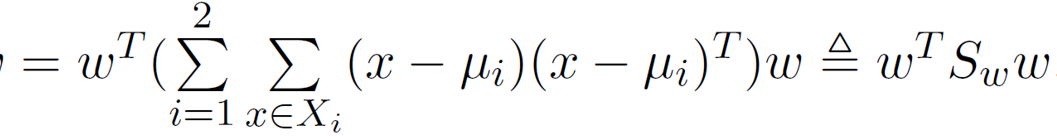 = w^T(\sum_{i=1}^{2} \sum_{x \in X_i} (x - \mu_i)(x - \mu_i)^T)w \triangleq w^T S_w w